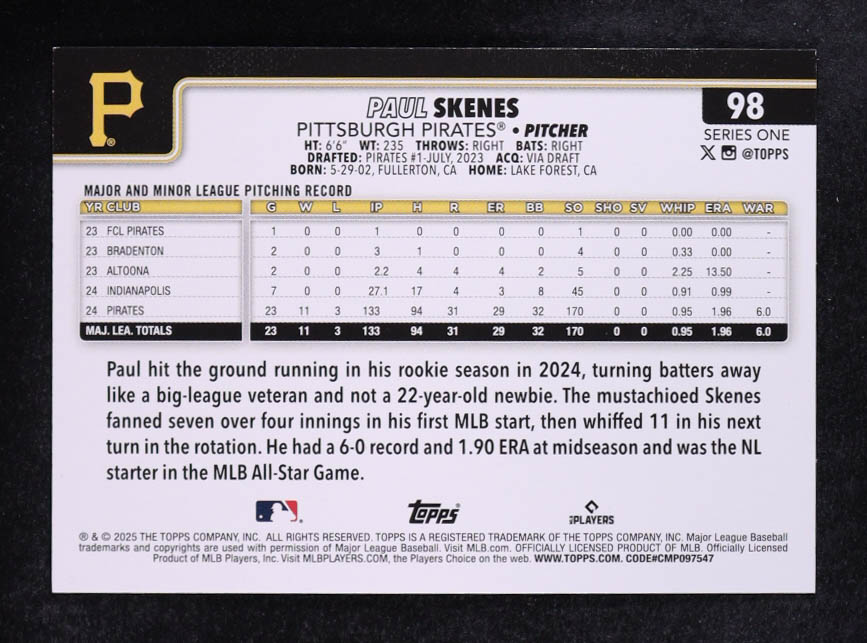 P®
98
SERIES ONE
X @TOPPS
PAUL SKENES
PITTSBURGH PIRATES® • PITCHER
HT: 6'6" WT: 235 THROWS: RIGHT BATS: RIGHT
DRAFTED: PIRATES #1-JULY, 2023 ACQ: VIA DRAFT
BORN: 5-29-02, FULLERTON, CA HOME: LAKE FOREST, CA
MAJOR AND MINOR LEAGUE PITCHING RECORD
YR CLUB G W L IP H R ER BB SO SHO SV WHIP ERA WAR
23 FCL PIRATES 1 0 0 1 0 0 0 0 1 0 0 0.00 0.00 -
23 BRADENTON 2 0 0 3 1 0 0 0 4 0 0 0.33 0.00 -
23 ALTOONA 2 0 0 2.2 4 4 4 2 5 0 0 2.25 13.50 -
24 INDIANAPOLIS 7 0 0 27.1 17 4 3 8 45 0 0 0.91 0.99 -
24 PIRATES 23 11 3 133 94 31 29 32 170 0 0 0.95 1.96 6.0
MAJ. LEA. TOTALS 23 11 3 133 94 31 29 32 170 0 0 0.95 1.96 6.0
Paul hit the ground running in his rookie season in 2024, turning batters away
like a big-league veteran and not a 22-year-old newbie. The mustachioed Skenes
fanned seven over four innings in his first MLB start, then whiffed 11 in his next
turn in the rotation. He had a 6-0 record and 1.90 ERA at midseason and was the NL
starter in the MLB All-Star Game.
Topps®
MLB PLAYERS
® & © 2025 THE TOPPS COMPANY, INC. ALL RIGHTS RESERVED. TOPPS IS A REGISTERED TRADEMARK OF THE TOPPS COMPANY, INC. Major League Baseball
trademarks and copyrights are used with permission of Major League Baseball. Visit MLB.com. OFFICIALLY LICENSED PRODUCT OF MLB. Officially Licensed
Product of MLB Players, Inc. Visit MLBPLAYERS.COM, the Players Choice on the web. WWW.TOPPS.COM. CODE#CMP097547